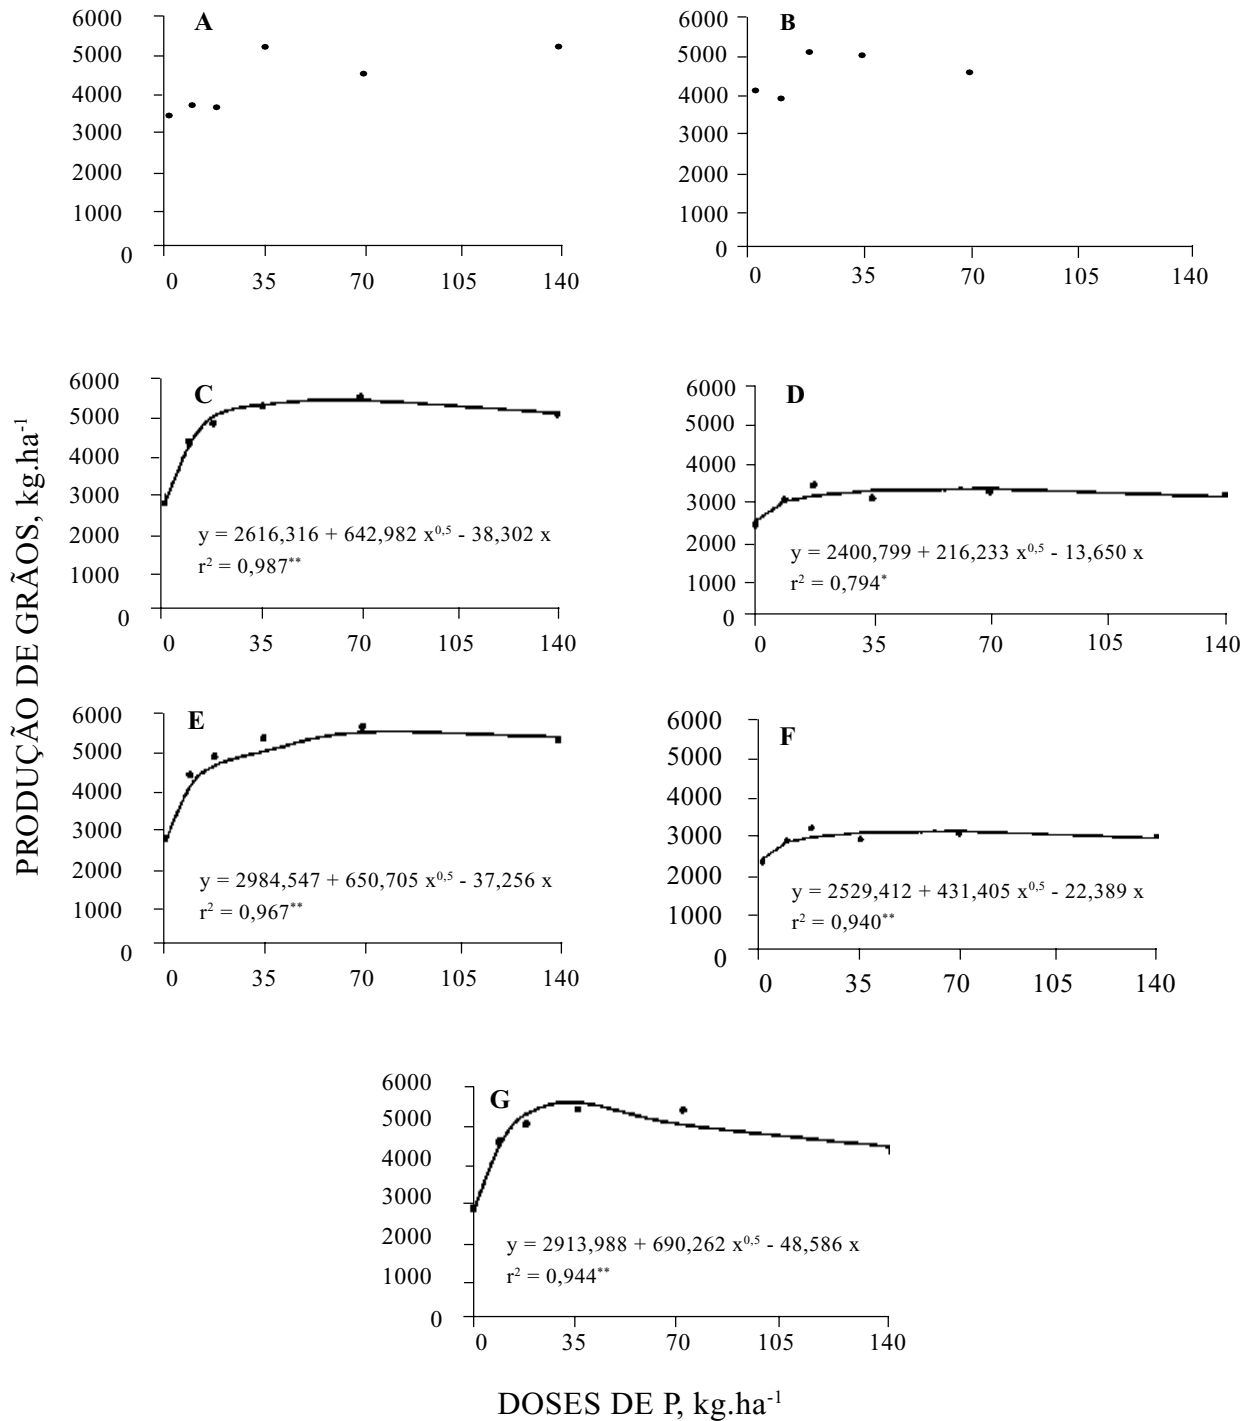 PRODUÇÃO DE GRÃOS, kg.ha⁻¹
A
6000
5000
4000
3000
2000
1000
0
0 35 70 105 140
B
6000
5000
4000
3000
2000
1000
0
0 35 70 105 140
C
6000
5000
4000
3000
2000
1000
0
y = 2616,316 + 642,982 x⁰,⁵ - 38,302 x
r² = 0,987**
0 35 70 105 140
D
6000
5000
4000
3000
2000
1000
0
y = 2400,799 + 216,233 x⁰,⁵ - 13,650 x
r² = 0,794*
0 35 70 105 140
E
6000
5000
4000
3000
2000
1000
0
y = 2984,547 + 650,705 x⁰,⁵ - 37,256 x
r² = 0,967**
0 35 70 105 140
F
6000
5000
4000
3000
2000
1000
0
y = 2529,412 + 431,405 x⁰,⁵ - 22,389 x
r² = 0,940**
0 35 70 105 140
G
6000
5000
4000
3000
2000
1000
0
y = 2913,988 + 690,262 x⁰,⁵ - 48,586 x
r² = 0,944**
0 35 70 105 140
DOSES DE P, kg.ha⁻¹